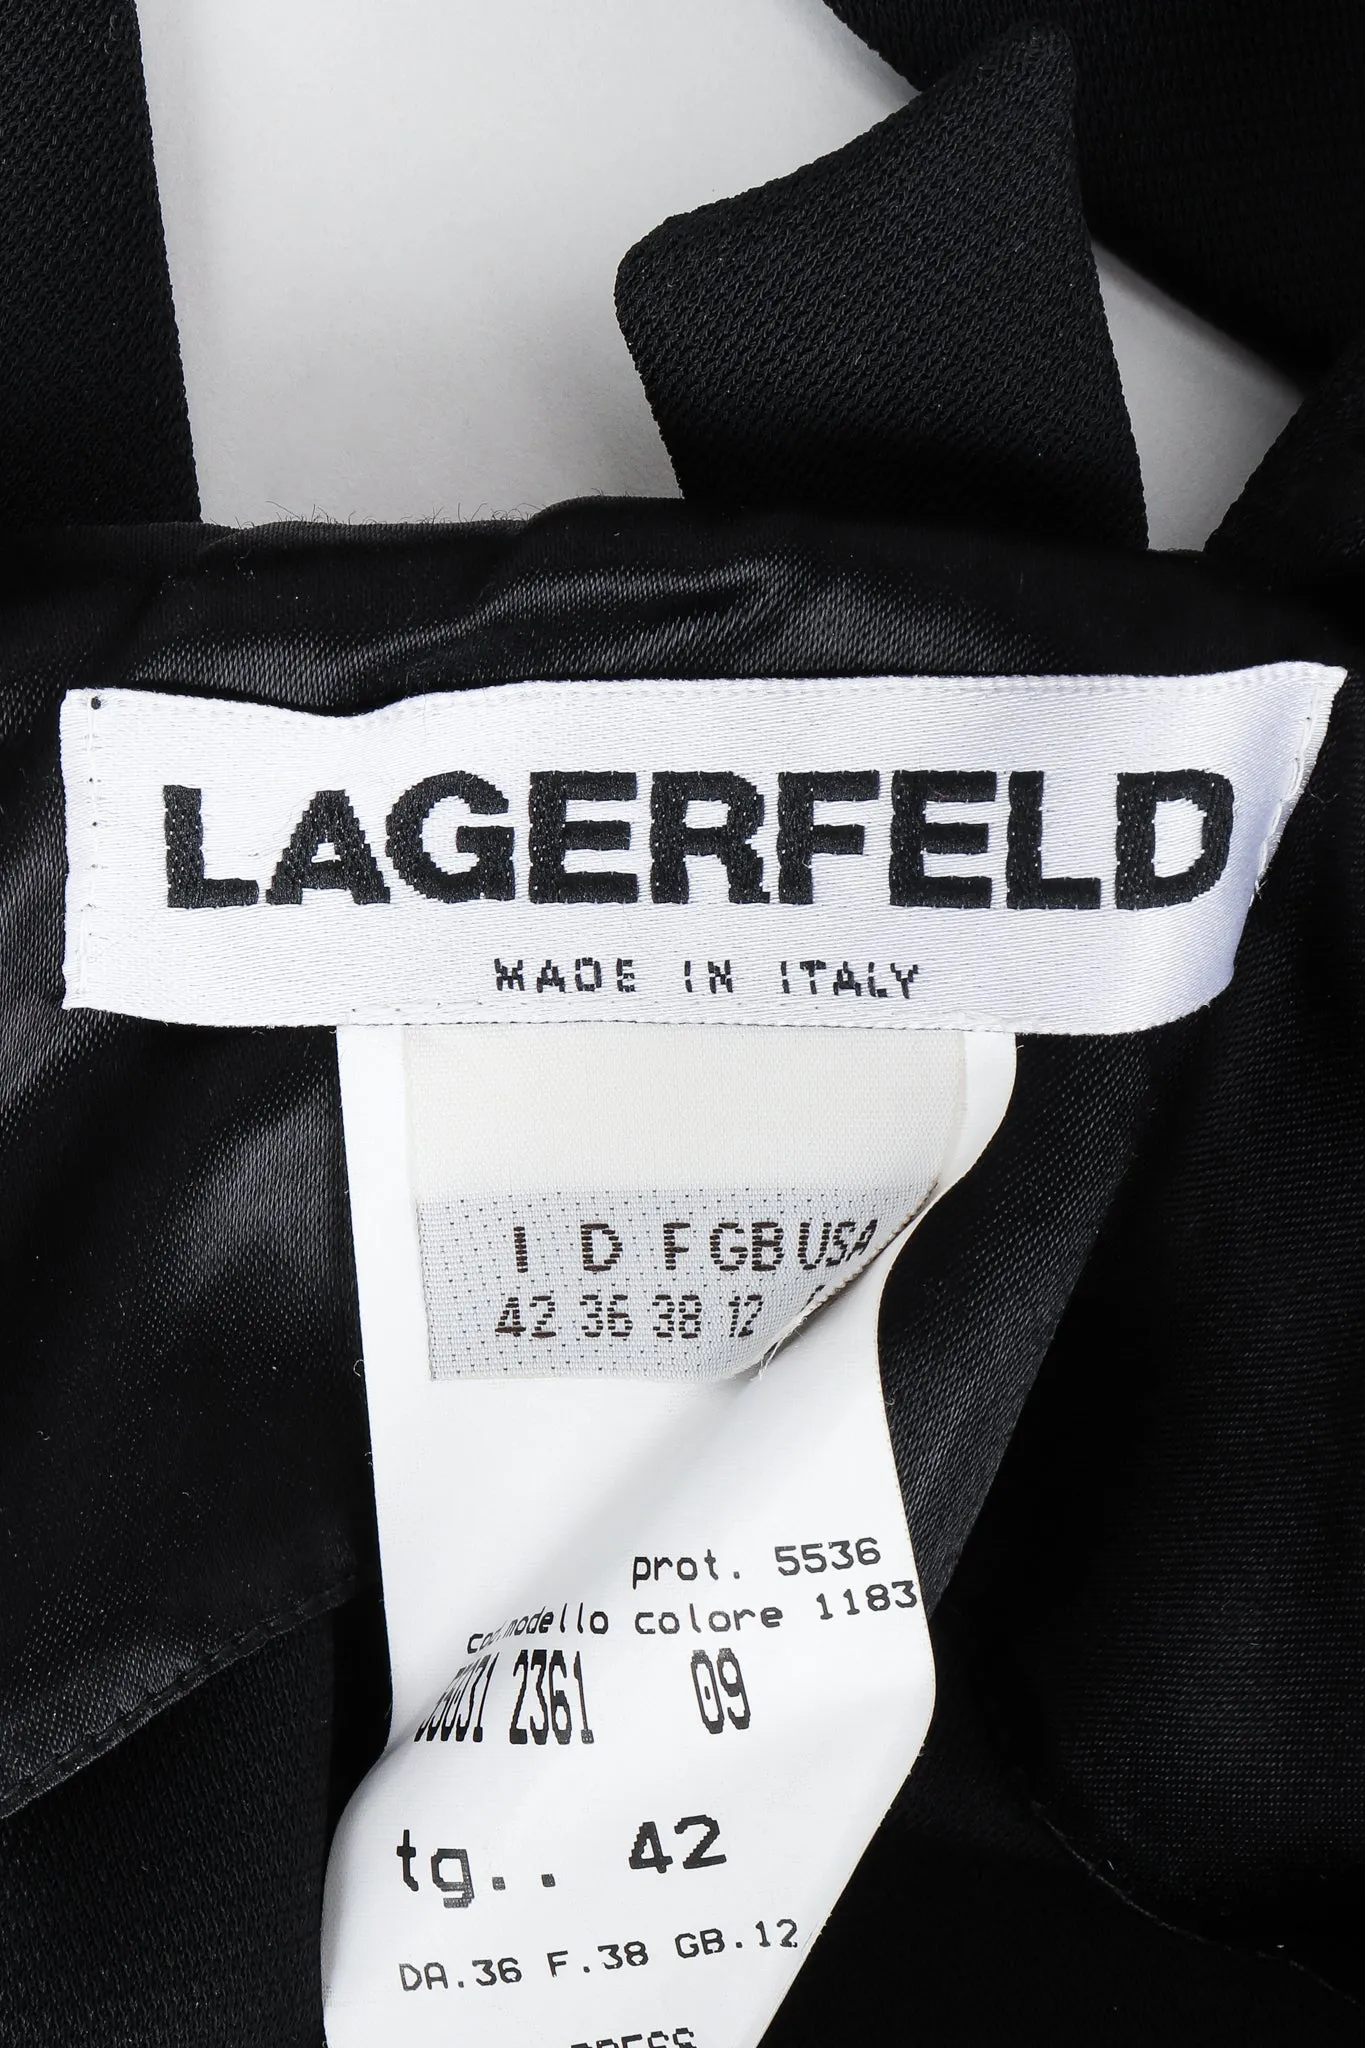 LAGERFELD
MADE IN ITALY
I D F GB USA
42 36 38 12
prot. 5536
cod.modello colore 1183
2361 09
tg.. 42
DA.36 F.38 GB.12